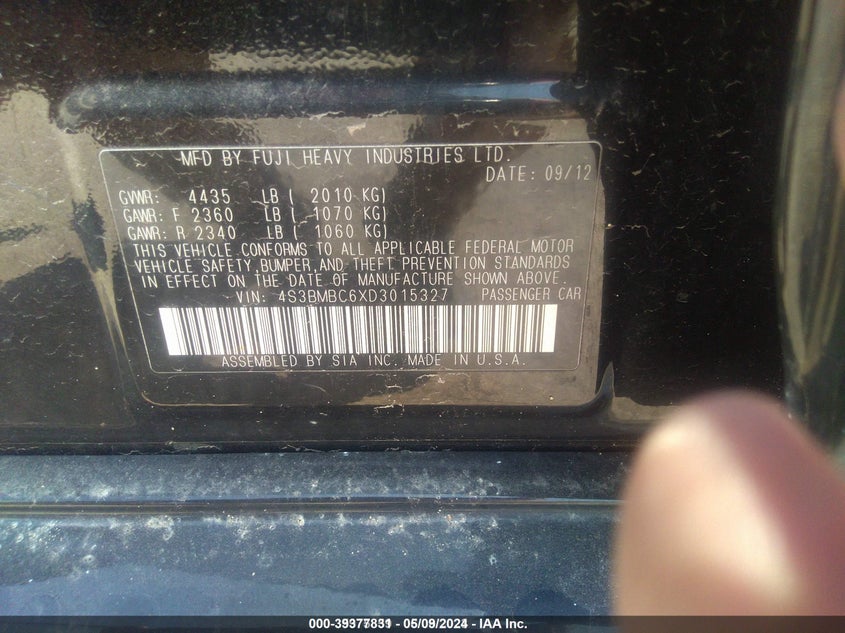 MFD BY FUJI HEAVY INDUSTRIES LTD.
DATE: 09/12
GVWR: 4435 LB ( 2010 KG)
GAWR: F 2360 LB ( 1070 KG)
GAWR: R 2340 LB ( 1060 KG)
THIS VEHICLE CONFORMS TO ALL APPLICABLE FEDERAL MOTOR
VEHICLE SAFETY, BUMPER, AND THEFT PREVENTION STANDARDS
IN EFFECT ON THE DATE OF MANUFACTURE SHOWN ABOVE.
VIN: 4S3BMBC6XD3015327 PASSENGER CAR
ASSEMBLED BY SIA INC. MADE IN U.S.A.
000-39377831 - 05/09/2024 - IAA Inc.